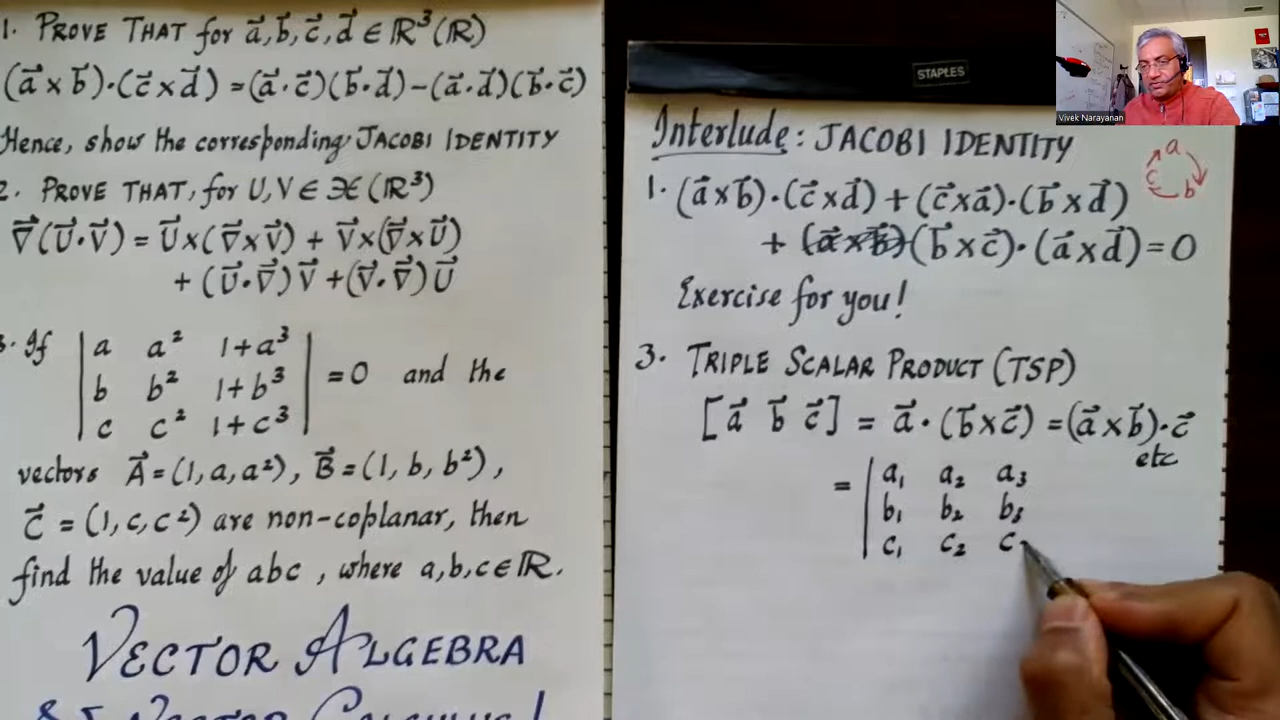 1. PROVE THAT for a⃗, b⃗, c⃗, d⃗ ∈ ℝ³(ℝ)
(a⃗ × b⃗)·(c⃗ × d⃗) = (a⃗·c⃗)(b⃗·d⃗) − (a⃗·d⃗)(b⃗·c⃗)
Hence, show the corresponding JACOBI IDENTITY
2. PROVE THAT, for U, V ∈ 𝔛(ℝ³)
∇⃗(U⃗·V⃗) = U⃗×(∇⃗×V⃗) + V⃗×(∇⃗×U⃗)
+ (U⃗·∇⃗)V⃗ + (V⃗·∇⃗)U⃗
3. If | a a² 1+a³ |
| b b² 1+b³ | = 0 and the
| c c² 1+c³ |
vectors A⃗ = (1, a, a²), B⃗ = (1, b, b²),
C⃗ = (1, c, c²) are non-coplanar, then
find the value of abc, where a, b, c ∈ ℝ.
VECTOR ALGEBRA
STAPLES
Vivek Narayanan
Interlude: JACOBI IDENTITY
a
c b
1. (a⃗×b⃗)·(c⃗×d⃗) + (c⃗×a⃗)·(b⃗×d⃗)
+ (b⃗×c⃗)·(a⃗×d⃗) = 0
Exercise for you!
3. TRIPLE SCALAR PRODUCT (TSP)
[a⃗ b⃗ c⃗] = a⃗·(b⃗×c⃗) = (a⃗×b⃗)·c⃗
etc
= | a₁ a₂ a₃
| b₁ b₂ b₃
| c₁ c₂ c